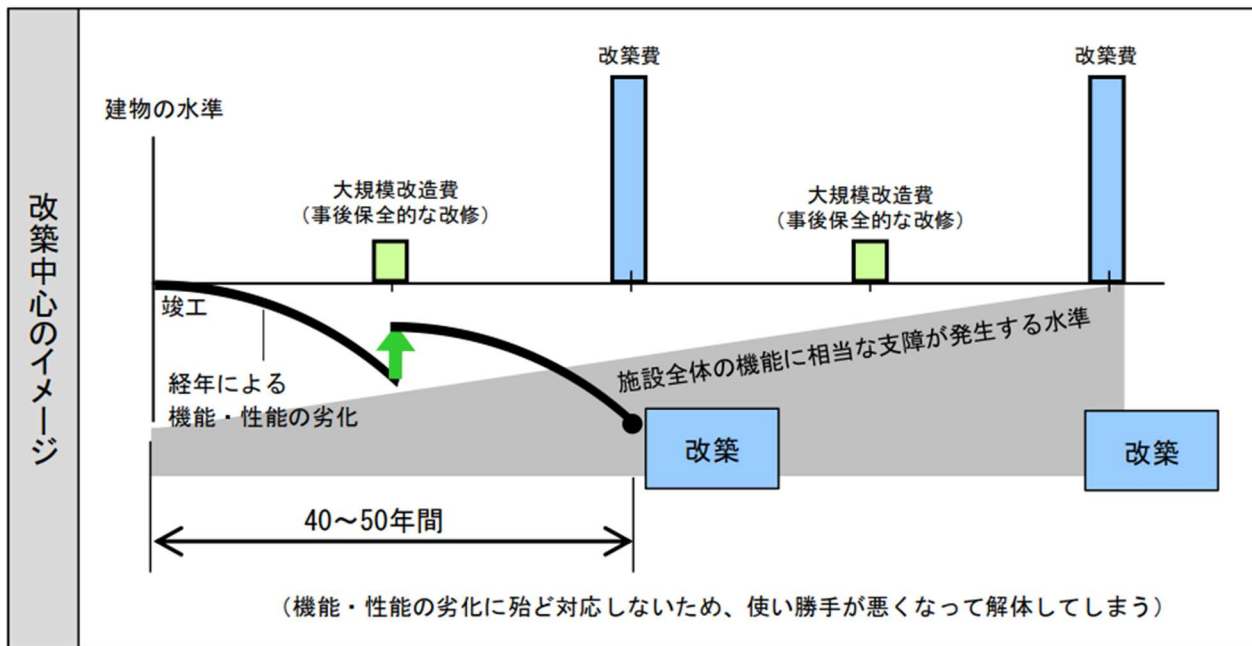 改築中心のイメージ
改築費
改築費
建物の水準
大規模改造費
（事後保全的な改修）
大規模改造費
（事後保全的な改修）
竣工
施設全体の機能に相当な支障が発生する水準
経年による
機能・性能の劣化
改築
改築
40～50年間
（機能・性能の劣化に殆ど対応しないため、使い勝手が悪くなって解体してしまう）